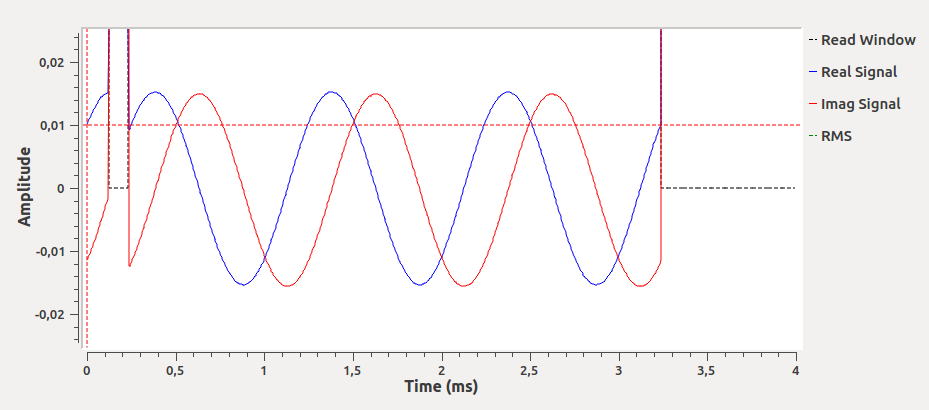 0,02
0,01
0
-0,01
-0,02
Amplitude
0 0,5 1 1,5 2 2,5 3 3,5 4
Time (ms)
Read Window
Real Signal
Imag Signal
RMS